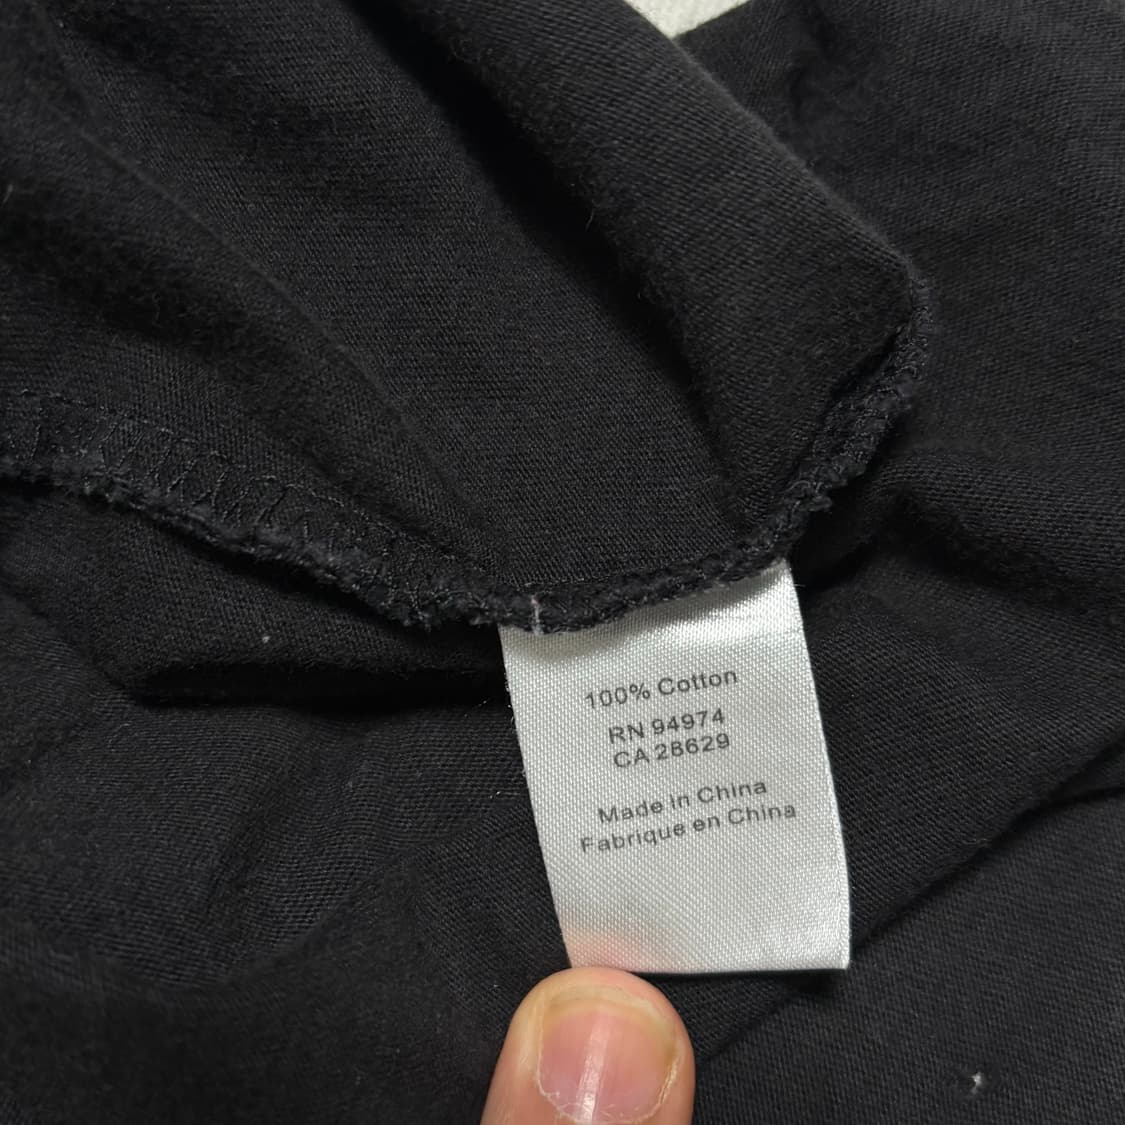 100% Cotton
RN 94974
CA 28629
Made in China
Fabrique en China